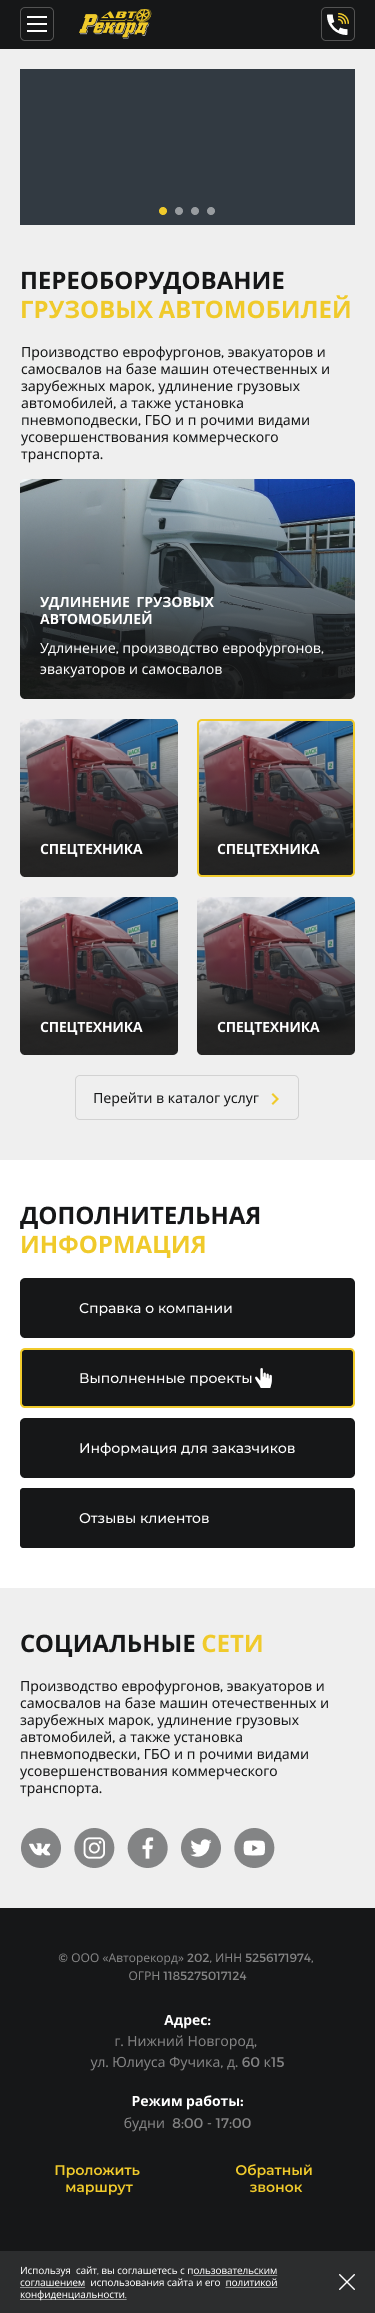 АВТО
Рекорд
ПЕРЕОБОРУДОВАНИЕ
ГРУЗОВЫХ АВТОМОБИЛЕЙ
Производство еврофургонов, эвакуаторов и
самосвалов на базе машин отечественных и
зарубежных марок, удлинение грузовых
автомобилей, а также установка
пневмоподвески, ГБО и п рочими видами
усовершенствования коммерческого
транспорта.
УДЛИНЕНИЕ ГРУЗОВЫХ
АВТОМОБИЛЕЙ
Удлинение, производство еврофургонов,
эвакуаторов и самосвалов
СПЕЦТЕХНИКА
СПЕЦТЕХНИКА
СПЕЦТЕХНИКА
СПЕЦТЕХНИКА
Перейти в каталог услуг
ДОПОЛНИТЕЛЬНАЯ
ИНФОРМАЦИЯ
Справка о компании
Выполненные проекты
Информация для заказчиков
Отзывы клиентов
СОЦИАЛЬНЫЕ СЕТИ
Производство еврофургонов, эвакуаторов и
самосвалов на базе машин отечественных и
зарубежных марок, удлинение грузовых
автомобилей, а также установка
пневмоподвески, ГБО и п рочими видами
усовершенствования коммерческого
транспорта.
© ООО «Авторекорд» 202, ИНН 5256171974,
ОГРН 1185275017124
Адрес:
г. Нижний Новгород,
ул. Юлиуса Фучика, д. 60 к15
Режим работы:
будни 8:00 - 17:00
Проложить
маршрут
Обратный
звонок
Используя сайт, вы соглашетесь с пользовательским
соглашением использования сайта и его политикой
конфиденциальности.